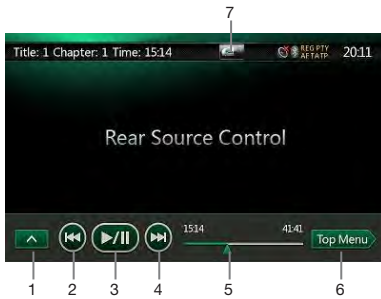 7
Title: 1 Chapter: 1 Time: 15:14
REG PTY
AF TA TP
20:11
Rear Source Control
15:14
41:41
Top Menu
1 2 3 4 5 6